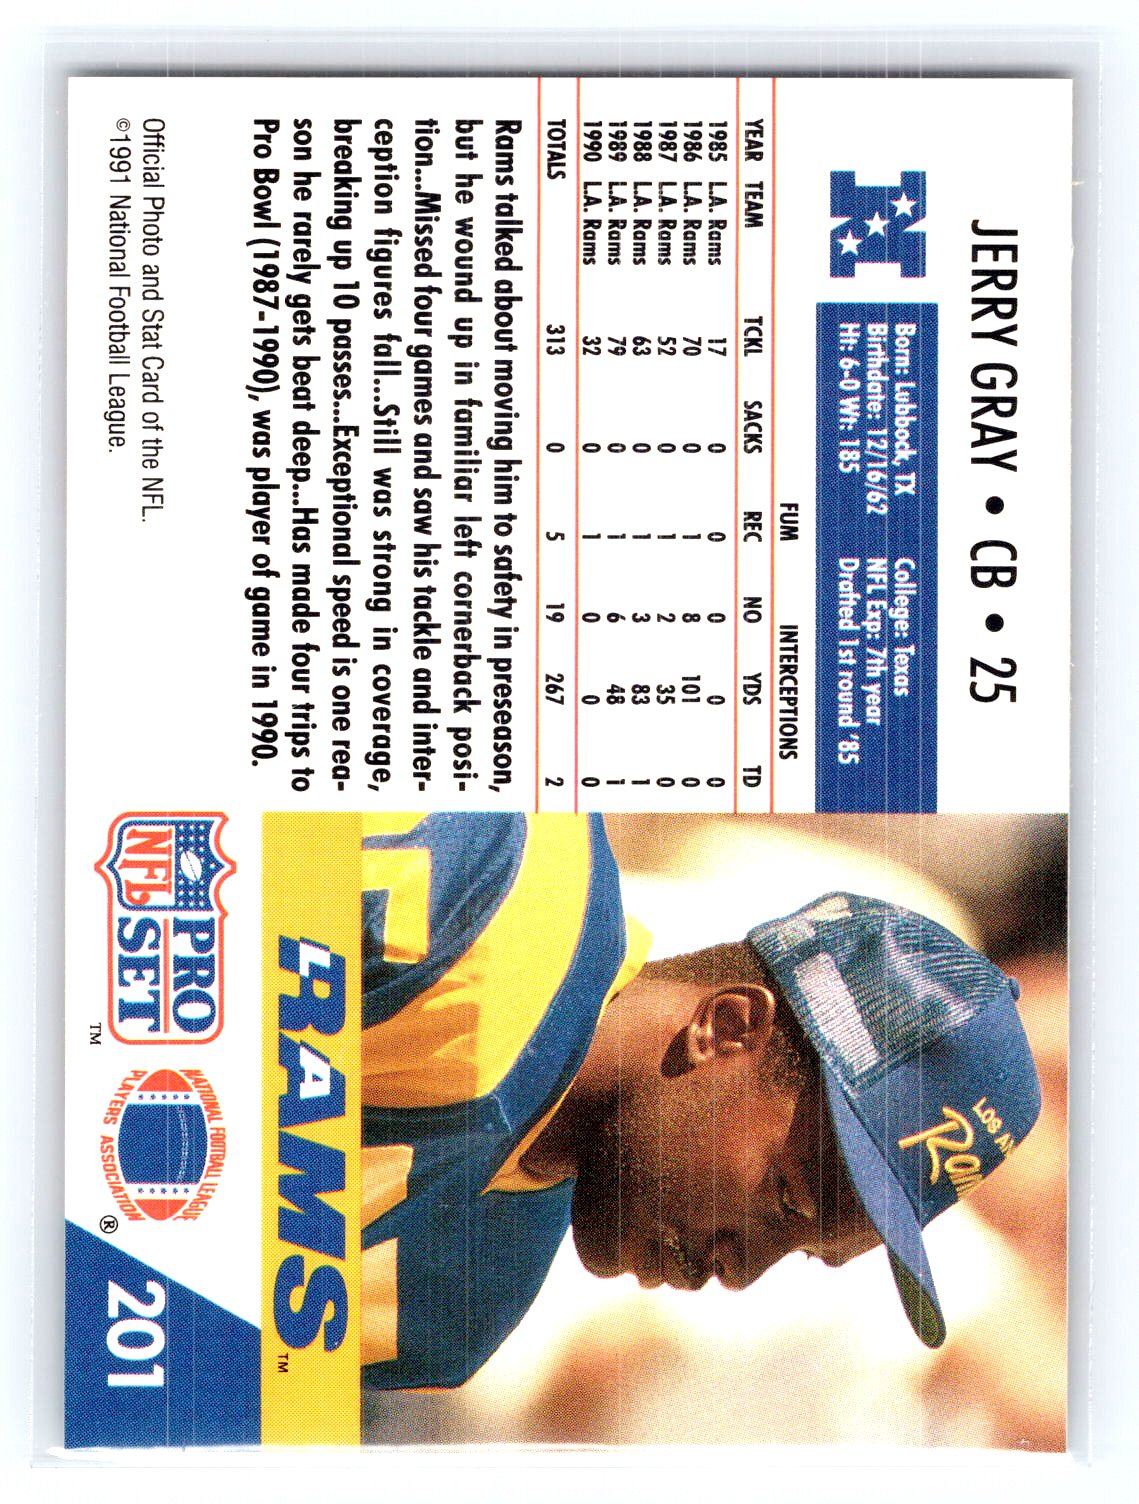 JERRY GRAY • CB • 25
N
Born: Lubbock, TX College: Texas
Birthdate: 12/16/62 NFL Exp: 7th year
Ht: 6-0 Wt: 185 Drafted 1st round '85
FUM INTERCEPTIONS
YEAR TEAM TCKL SACKS REC NO YDS TD
1985 L.A. Rams 17 0 0 0 0 0
1986 L.A. Rams 70 0 1 8 101 0
1987 L.A. Rams 52 0 1 2 35 0
1988 L.A. Rams 63 0 1 3 83 1
1989 L.A. Rams 79 0 1 6 48 1
1990 L.A. Rams 32 0 1 0 0 0
TOTALS 313 0 5 19 267 2
Rams talked about moving him to safety in preseason,
but he wound up in familiar left cornerback posi-
tion...Missed four games and saw his tackle and inter-
ception figures fall...Still was strong in coverage,
breaking up 10 passes...Exceptional speed is one rea-
son he rarely gets beat deep...Has made four trips to
Pro Bowl (1987-1990), was player of game in 1990.
Official Photo and Stat Card of the NFL.
©1991 National Football League.
LOS AN
Ram
RAMS™
PRO
NFL SET™
NATIONAL FOOTBALL LEAGUE
PLAYERS ASSOCIATION®
201